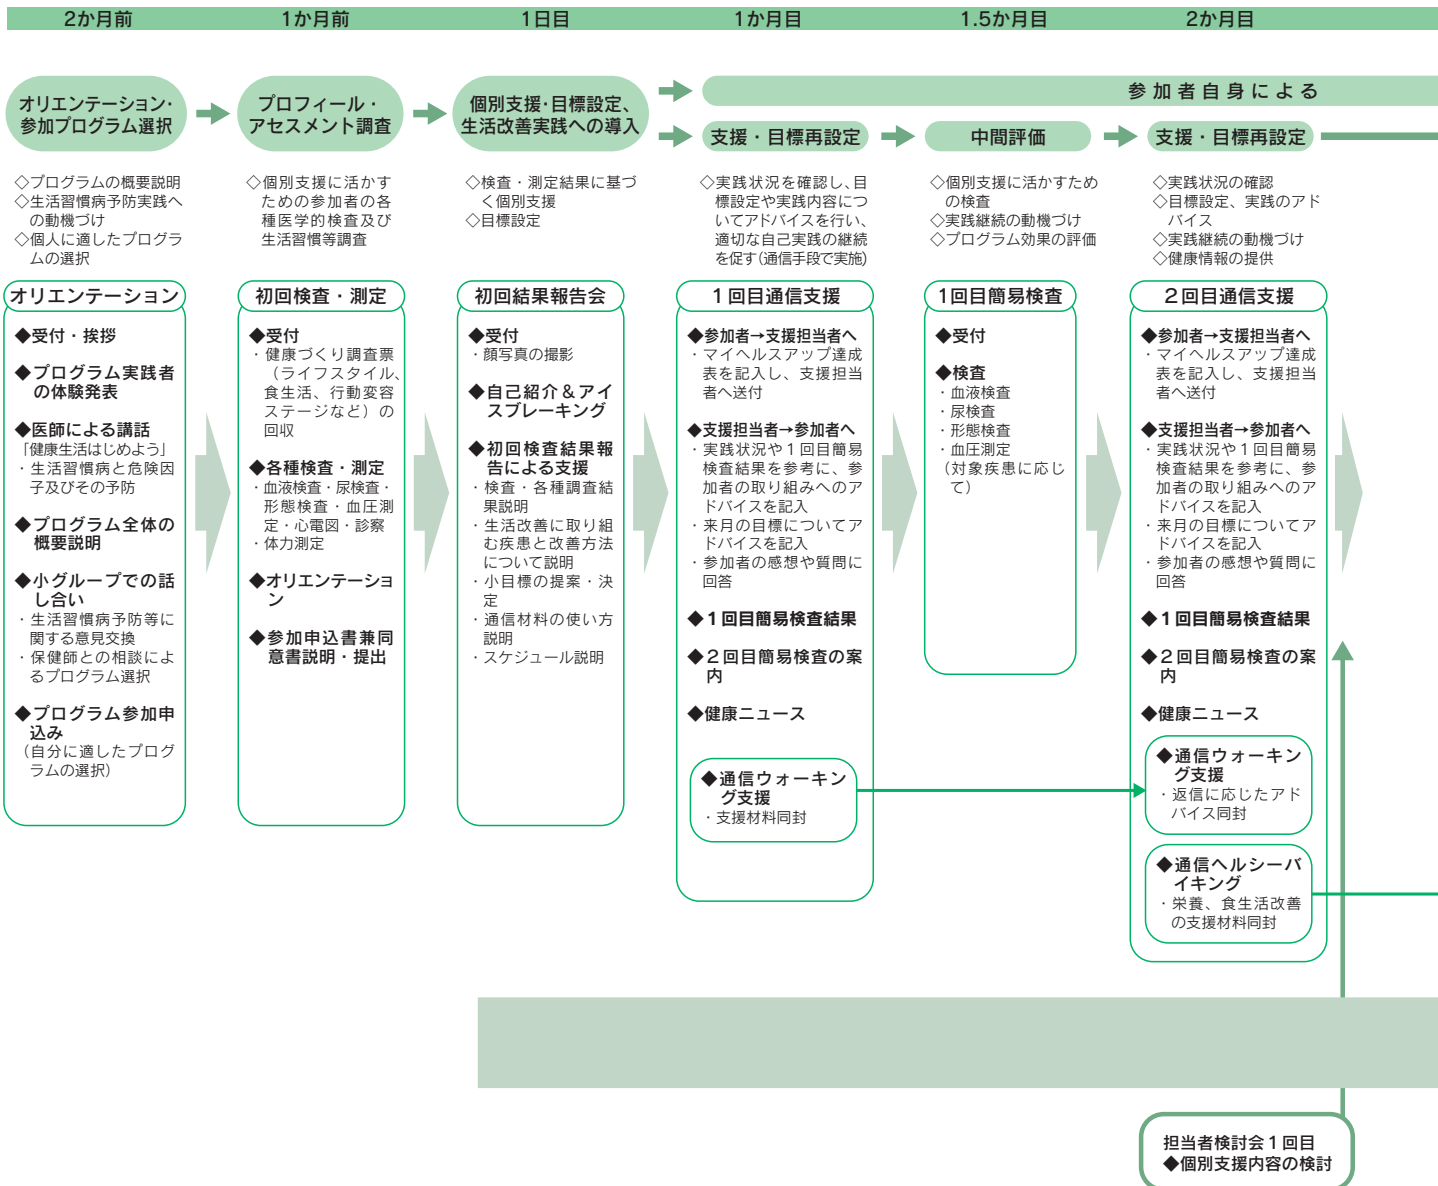 2か月前
1か月前
1日目
1か月目
1.5か月目
2か月目
オリエンテーション・
参加プログラム選択
プロフィール・
アセスメント調査
個別支援・目標設定、
生活改善実践への導入
参加者自身による
支援・目標再設定
中間評価
支援・目標再設定
◇プログラムの概要説明
◇生活習慣病予防実践へ
の動機づけ
◇個人に適したプログラ
ムの選択
◇個別支援に活かす
ための参加者の各
種医学的検査及び
生活習慣等調査
◇検査・測定結果に基づ
く個別支援
◇目標設定
◇実践状況を確認し、目
標設定や実践内容につ
いてアドバイスを行い、
適切な自己実践の継続
を促す(通信手段で実施)
◇個別支援に活かすため
の検査
◇実践継続の動機づけ
◇プログラム効果の評価
◇実践状況の確認
◇目標設定、実践のアド
バイス
◇実践継続の動機づけ
◇健康情報の提供
オリエンテーション
◆受付・挨拶
◆プログラム実践者
の体験発表
◆医師による講話
「健康生活はじめよう」
・生活習慣病と危険因
子及びその予防
◆プログラム全体の
概要説明
◆小グループでの話
し合い
・生活習慣病予防等に
関する意見交換
・保健師との相談によ
るプログラム選択
◆プログラム参加申
込み
（自分に適したプログ
ラムの選択）
初回検査・測定
◆受付
・健康づくり調査票
（ライフスタイル、
食生活、行動変容
ステージなど）の
回収
◆各種検査・測定
・血液検査・尿検査・
形態検査・血圧測
定・心電図・診察
・体力測定
◆オリエンテーショ
ン
◆参加申込書兼同
意書説明・提出
初回結果報告会
◆受付
・顔写真の撮影
◆自己紹介＆アイ
スブレーキング
◆初回検査結果報
告による支援
・検査・各種調査結
果説明
・生活改善に取り組
む疾患と改善方法
について説明
・小目標の提案・決
定
・通信材料の使い方
説明
・スケジュール説明
1回目通信支援
◆参加者→支援担当者へ
・マイヘルスアップ達成
表を記入し、支援担当
者へ送付
◆支援担当者→参加者へ
・実践状況や1回目簡易
検査結果を参考に、参
加者の取り組みへのア
ドバイスを記入
・来月の目標についてア
ドバイスを記入
・参加者の感想や質問に
回答
◆1回目簡易検査結果
◆2回目簡易検査の案
内
◆健康ニュース
◆通信ウォーキン
グ支援
・支援材料同封
1回目簡易検査
◆受付
◆検査
・血液検査
・尿検査
・形態検査
・血圧測定
（対象疾患に応じ
て）
2回目通信支援
◆参加者→支援担当者へ
・マイヘルスアップ達成
表を記入し、支援担当
者へ送付
◆支援担当者→参加者へ
・実践状況や1回目簡易
検査結果を参考に、参
加者の取り組みへのア
ドバイスを記入
・来月の目標についてア
ドバイスを記入
・参加者の感想や質問に
回答
◆1回目簡易検査結果
◆2回目簡易検査の案
内
◆健康ニュース
◆通信ウォーキン
グ支援
・返信に応じたアド
バイス同封
◆通信ヘルシーバ
イキング
・栄養、食生活改善
の支援材料同封
担当者検討会1回目
◆個別支援内容の検討